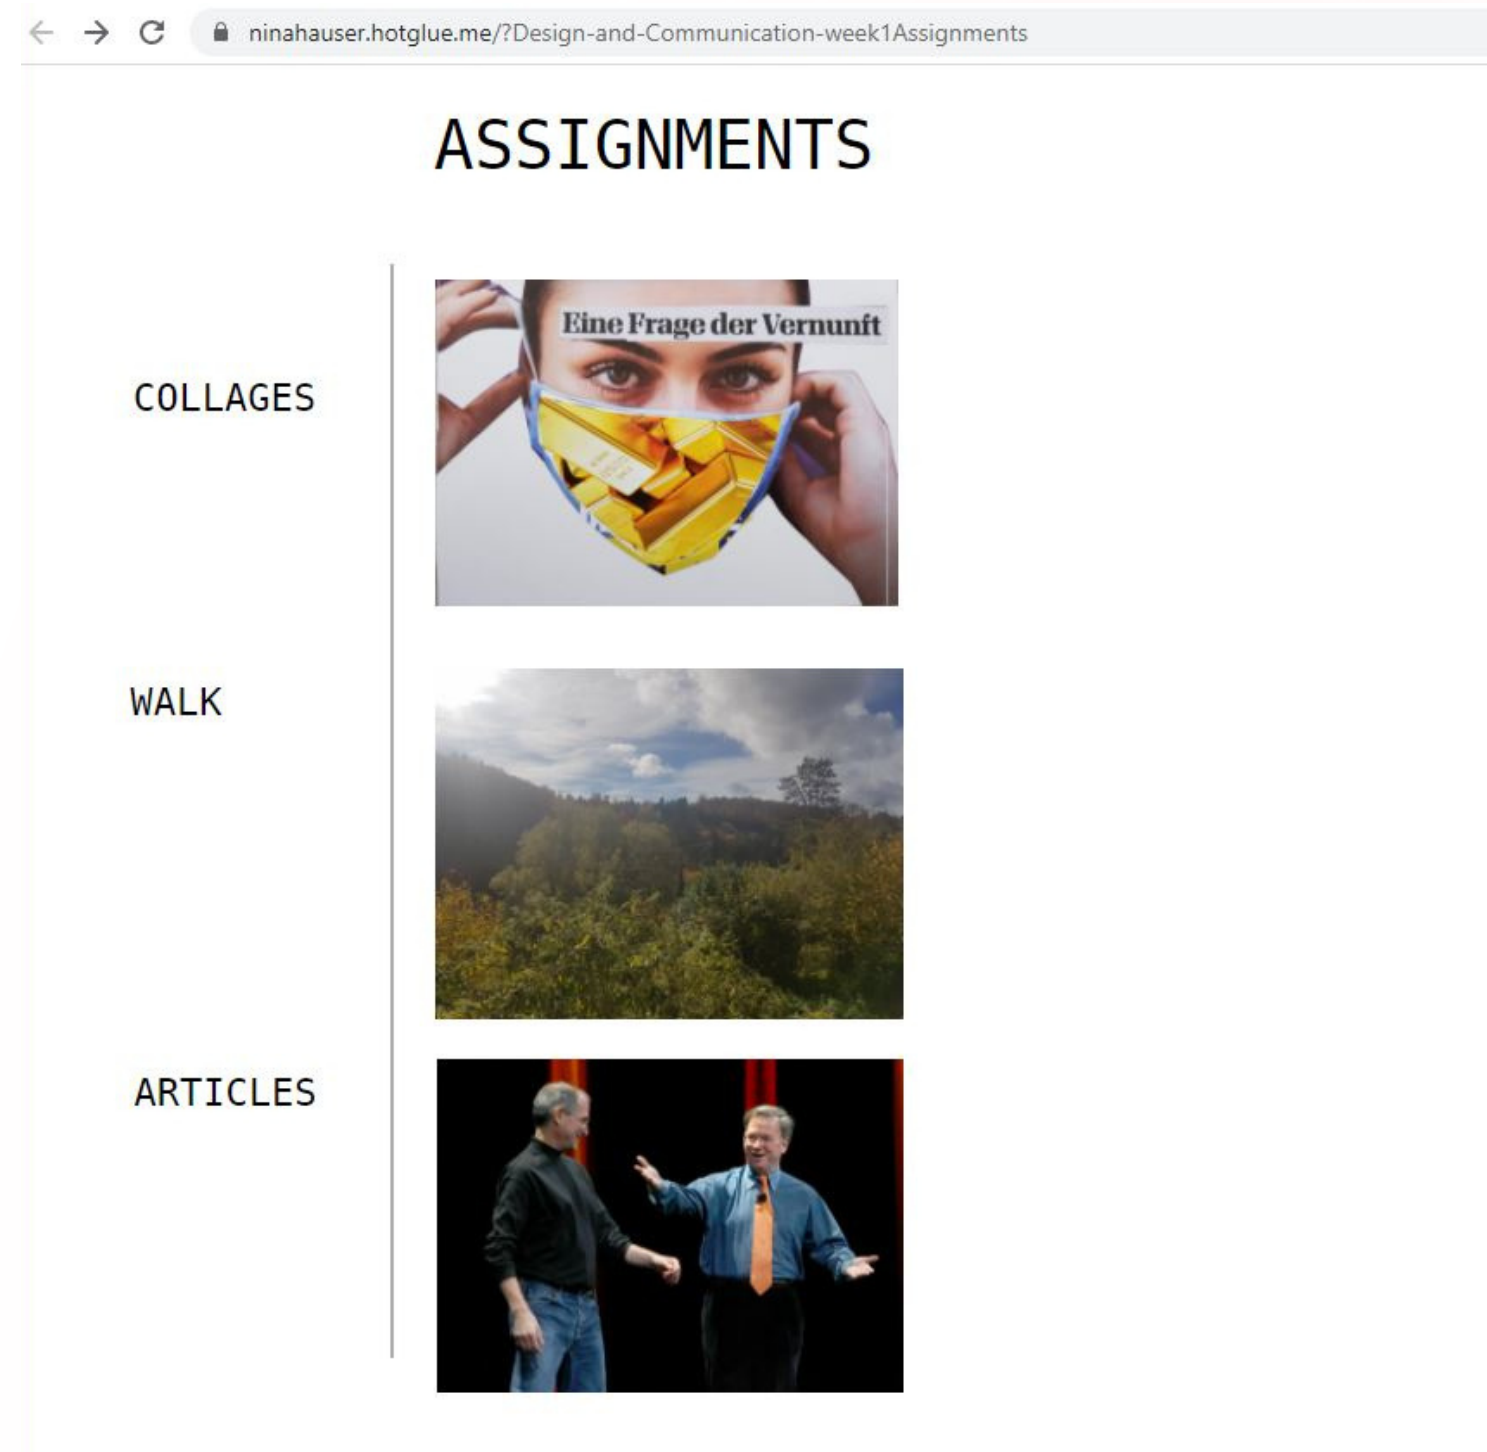 ninahauser.hotglue.me/?Design-and-Communication-week1Assignments
ASSIGNMENTS
Eine Frage der Vernunft
COLLAGES
WALK
ARTICLES